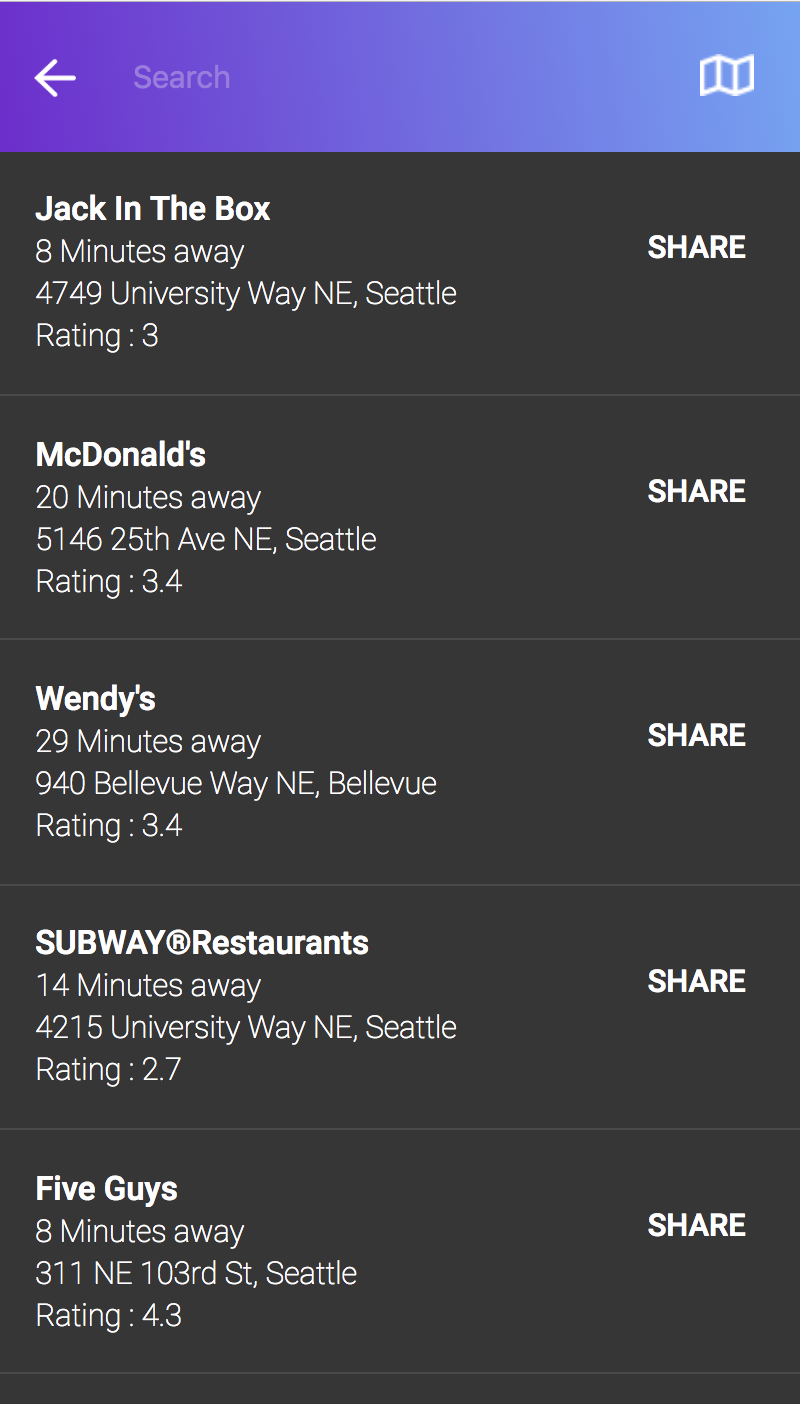 Search
Jack In The Box
8 Minutes away
SHARE
4749 University Way NE, Seattle
Rating : 3
McDonald's
20 Minutes away
SHARE
5146 25th Ave NE, Seattle
Rating : 3.4
Wendy's
29 Minutes away
SHARE
940 Bellevue Way NE, Bellevue
Rating : 3.4
SUBWAY®Restaurants
14 Minutes away
SHARE
4215 University Way NE, Seattle
Rating : 2.7
Five Guys
8 Minutes away
SHARE
311 NE 103rd St, Seattle
Rating : 4.3